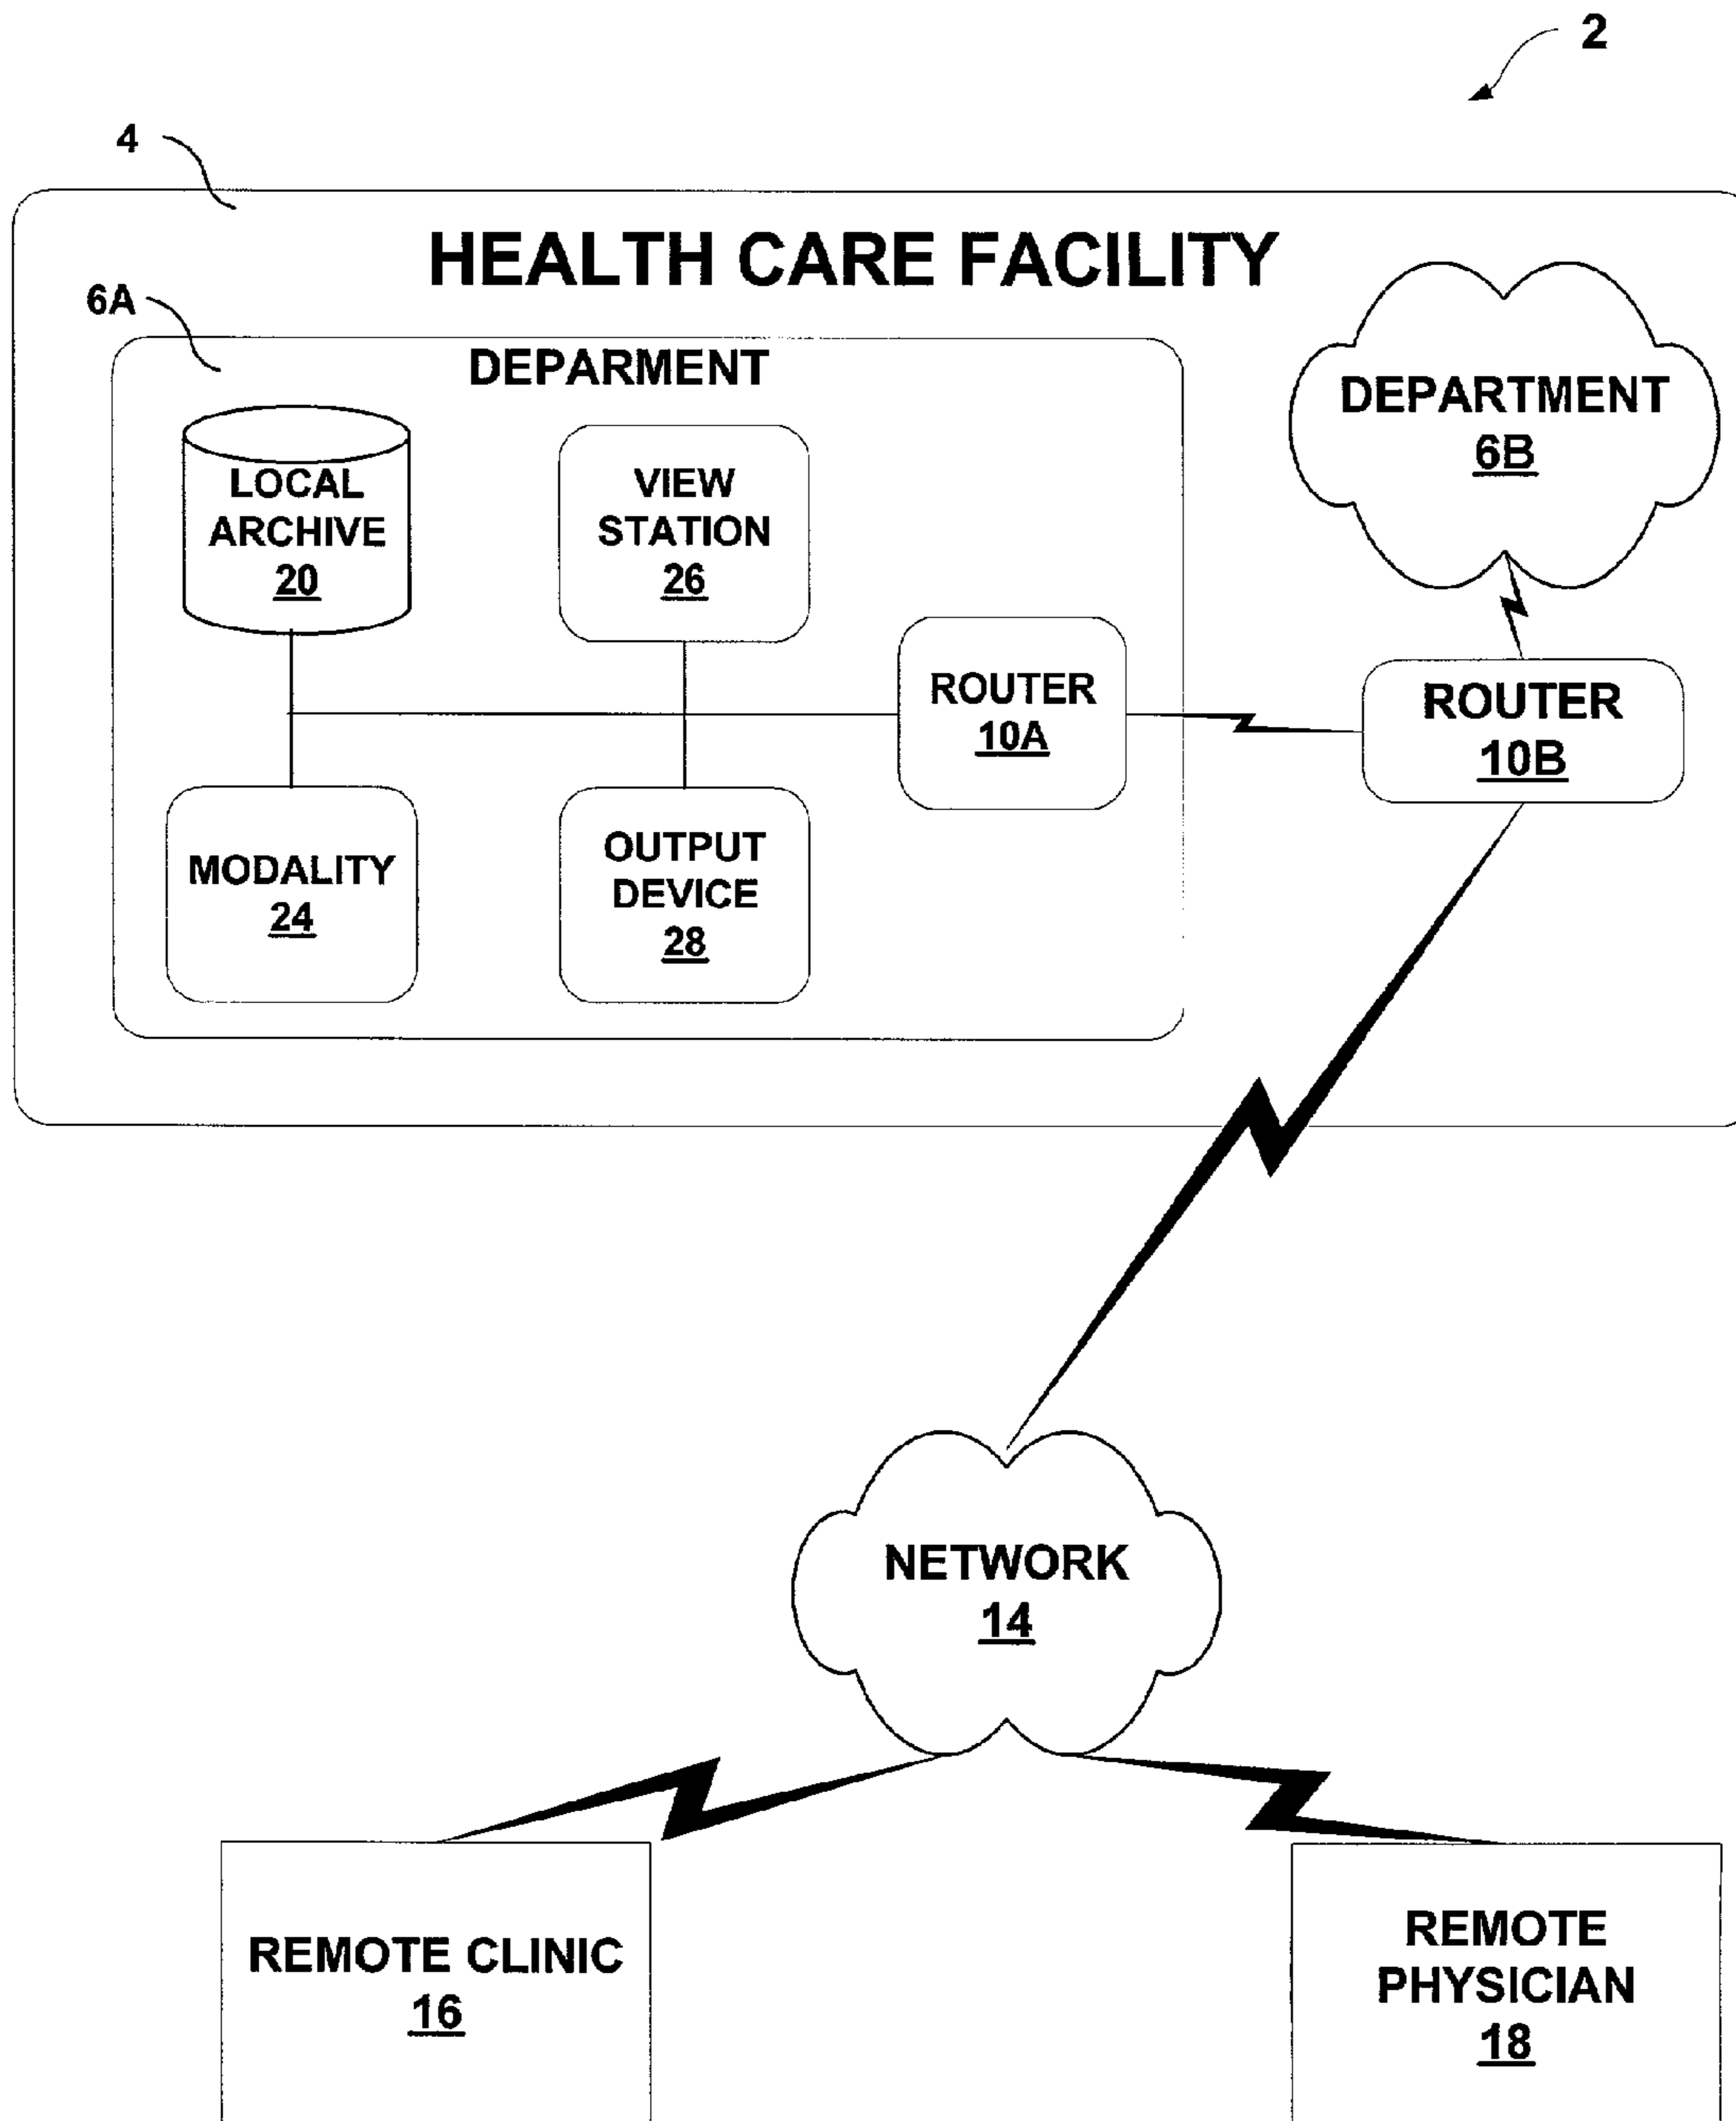 2
4
HEALTH CARE FACILITY
6A
DEPARMENT
DEPARTMENT
6B
LOCAL
ARCHIVE
20
VIEW
STATION
26
ROUTER
10A
ROUTER
10B
MODALITY
24
OUTPUT
DEVICE
28
NETWORK
14
REMOTE CLINIC
16
REMOTE
PHYSICIAN
18